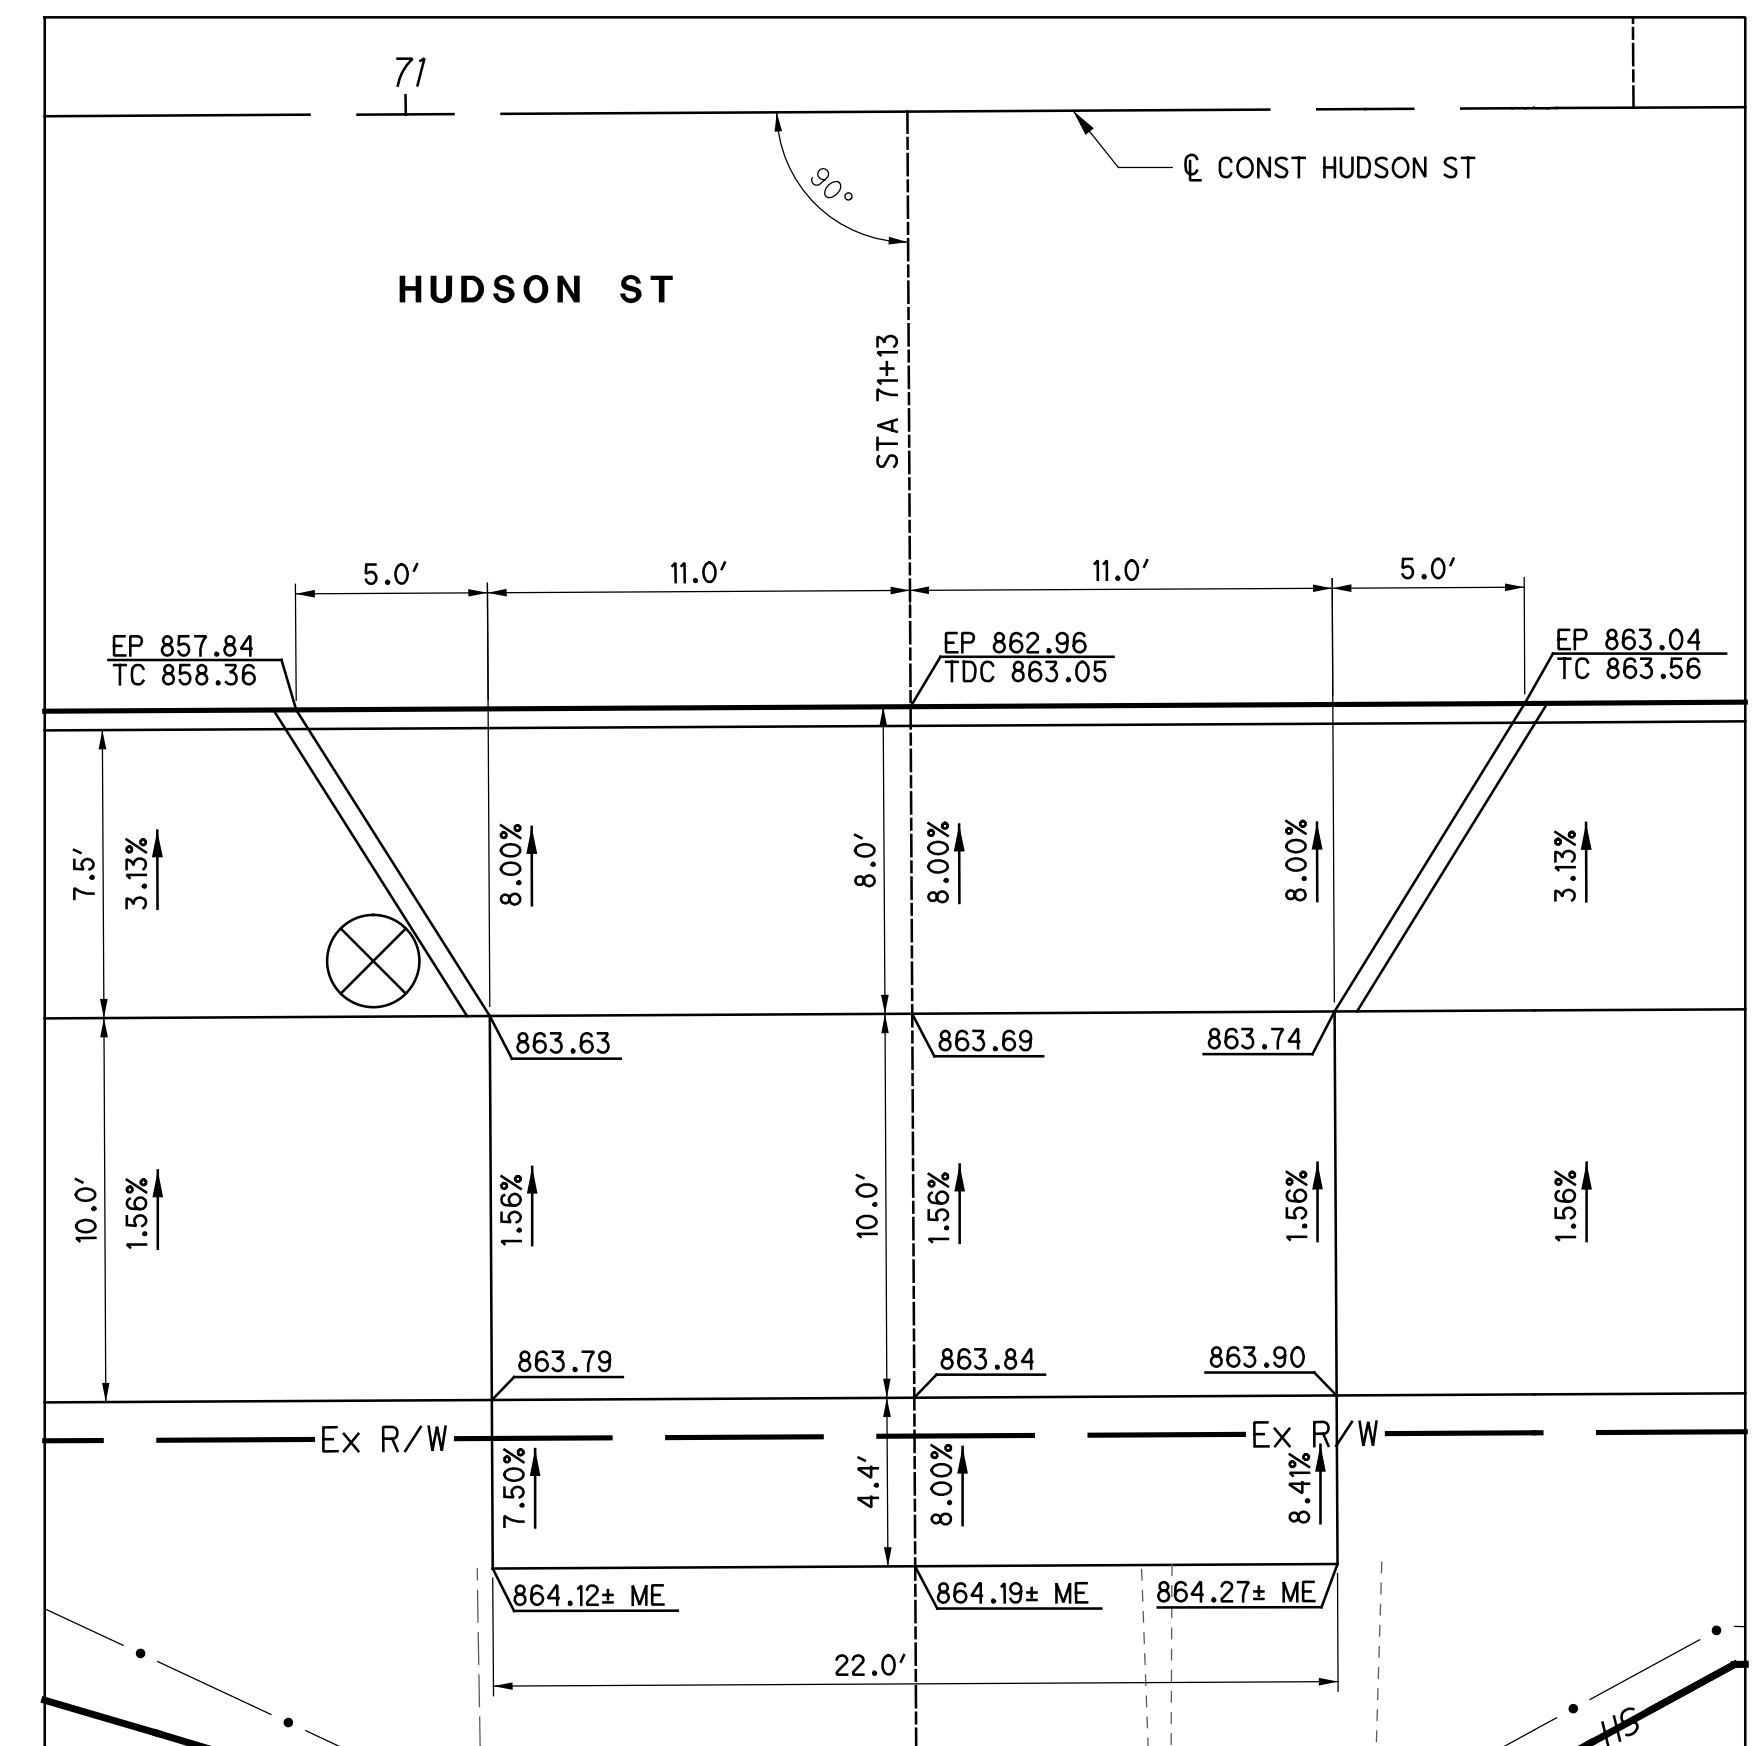 71
℄ CONST HUDSON ST
90°
HUDSON ST
STA 71+13
5.0′
11.0′
11.0′
5.0′
EP 857.84
TC 858.36
EP 862.96
TDC 863.05
EP 863.04
TC 863.56
7.5′
3.13%
8.00%
8.0′
8.00%
8.00%
3.13%
863.63
863.69
863.74
10.0′
1.56%
1.56%
10.0′
1.56%
1.56%
1.56%
863.79
863.84
863.90
Ex R/W
Ex R/W
7.50%
4.4′
8.00%
8.41%
864.12± ME
864.19± ME
864.27± ME
22.0′
HS